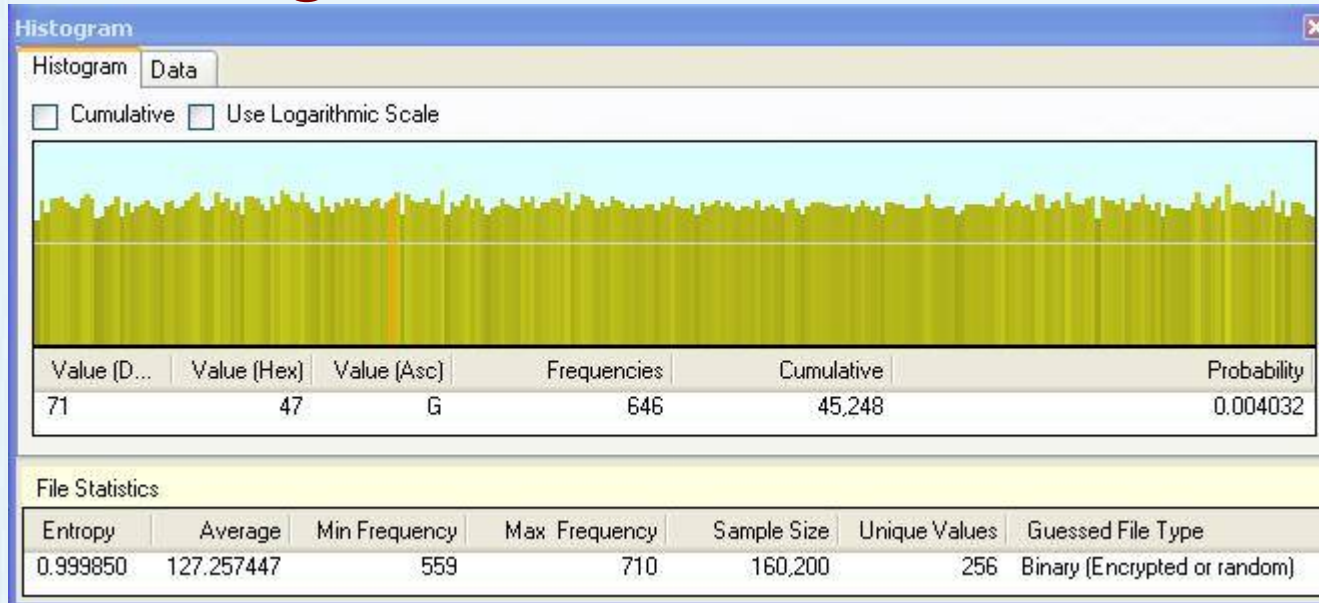 Histogram
Histogram Data
Cumulative Use Logarithmic Scale
Value (D... Value (Hex) Value (Asc) Frequencies Cumulative Probability
71 47 G 646 45,248 0.004032
File Statistics
Entropy Average Min Frequency Max Frequency Sample Size Unique Values Guessed File Type
0.999850 127.257447 559 710 160,200 256 Binary (Encrypted or random)